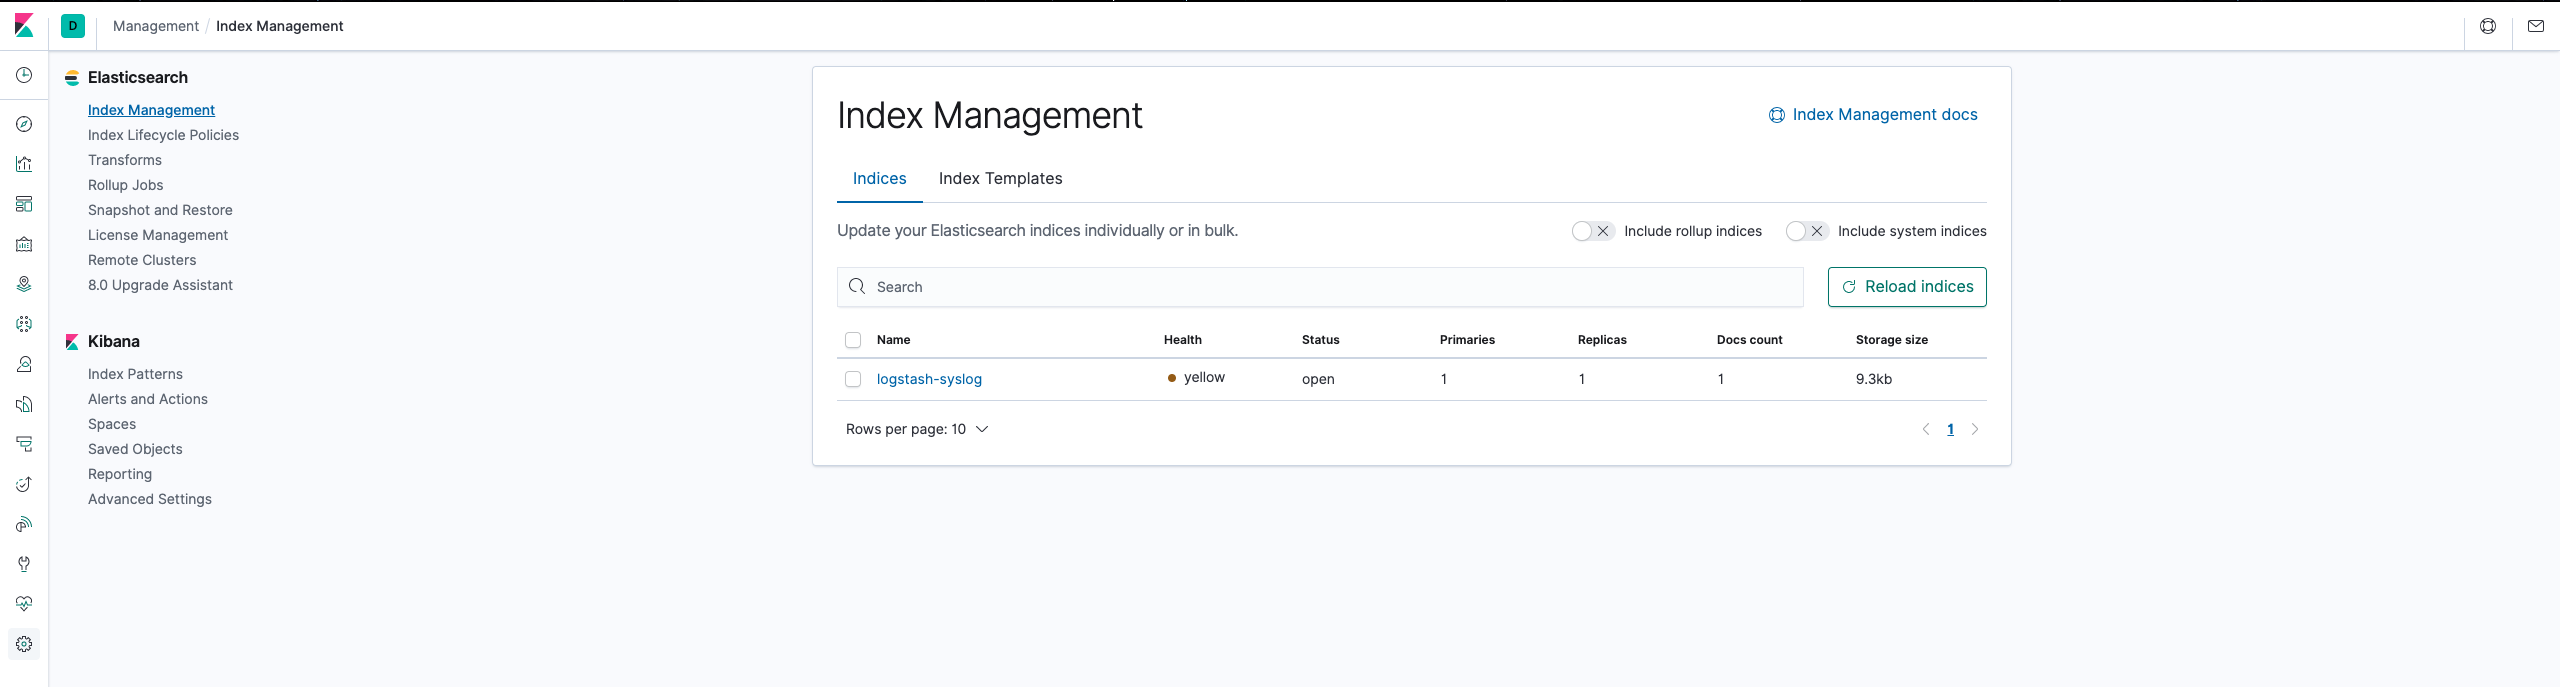 D Management / Index Management
Elasticsearch
Index Management
Index Lifecycle Policies
Transforms
Rollup Jobs
Snapshot and Restore
License Management
Remote Clusters
8.0 Upgrade Assistant
Kibana
Index Patterns
Alerts and Actions
Spaces
Saved Objects
Reporting
Advanced Settings
Index Management
Index Management docs
Indices Index Templates
Update your Elasticsearch indices individually or in bulk.
Include rollup indices Include system indices
Search
Reload indices
Name Health Status Primaries Replicas Docs count Storage size
logstash-syslog yellow open 1 1 1 9.3kb
Rows per page: 10
1